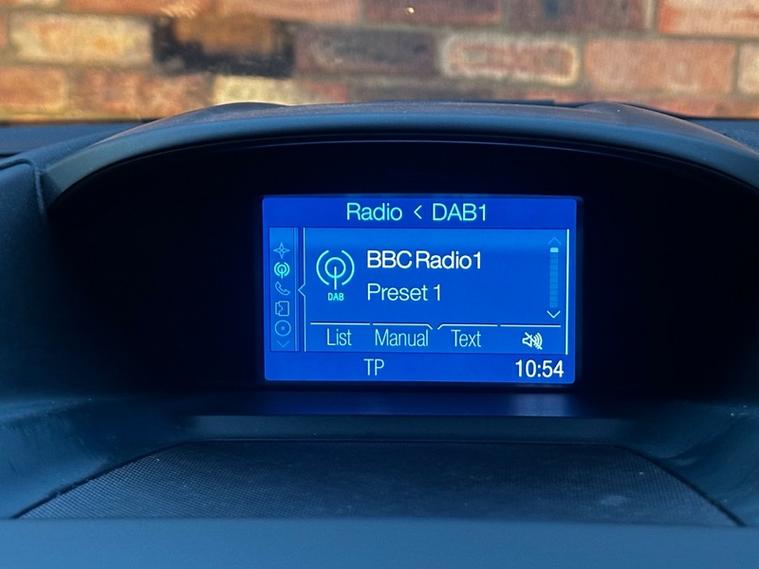 Radio < DAB1
BBC Radio1
DAB
Preset 1
List Manual Text
TP 10:54